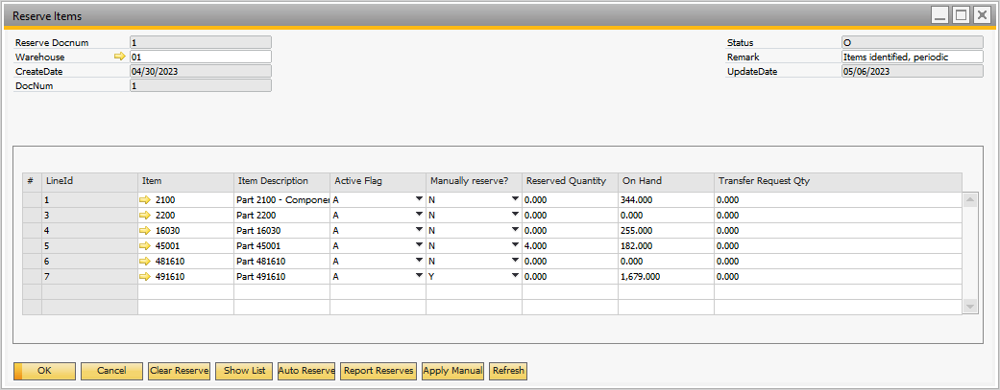 Reserve Items
Reserve Docnum 1 Status O
Warehouse 01 Remark Items identified, periodic
CreateDate 04/30/2023 UpdateDate 05/06/2023
DocNum 1
# LineId Item Item Description Active Flag Manually reserve? Reserved Quantity On Hand Transfer Request Qty
1 2100 Part 2100 - Compone A N 0.000 344.000 0.000
3 2200 Part 2200 A N 0.000 0.000 0.000
4 16030 Part 16030 A N 0.000 255.000 0.000
5 45001 Part 45001 A N 4.000 182.000 0.000
6 481610 Part 481610 A N 0.000 0.000 0.000
7 491610 Part 491610 A Y 0.000 1,679.000 0.000
OK Cancel Clear Reserve Show List Auto Reserve Report Reserves Apply Manual Refresh